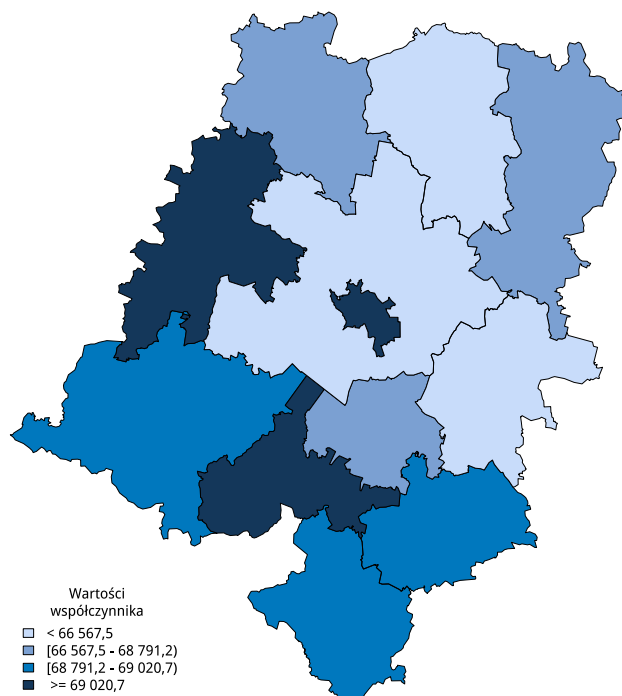 Wartości
współczynnika
< 66 567,5
[66 567,5 - 68 791,2)
[68 791,2 - 69 020,7)
>= 69 020,7